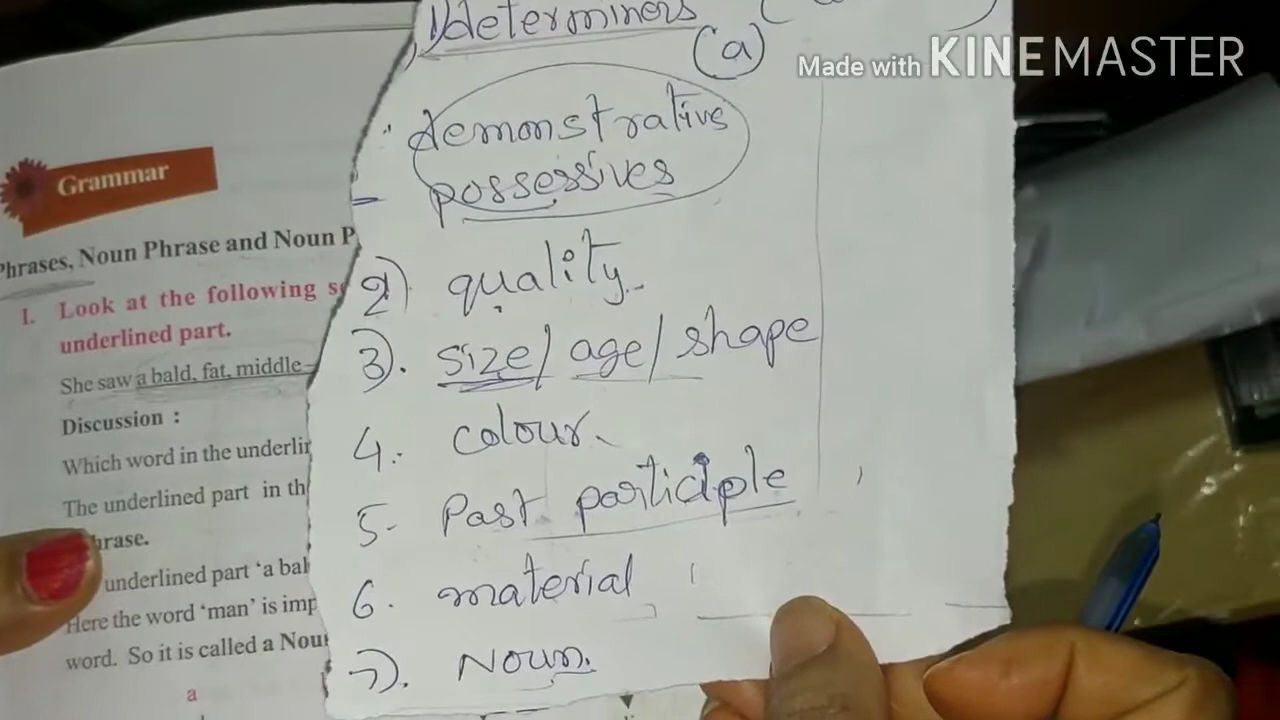 Made with KINEMASTER
1) determiners
(a)
demonstrative
- possessives
2) quality
3). size/age/shape
4. colour.
5- Past participle
6. material
7). Noun.
Grammar
Phrases, Noun Phrase and Noun P
I. Look at the following s
underlined part.
She saw a bald, fat, middle-
Discussion :
Which word in the underlin
The underlined part in th
hrase.
underlined part ‘a bal
Here the word ‘man’ is imp
word. So it is called a Noun
a